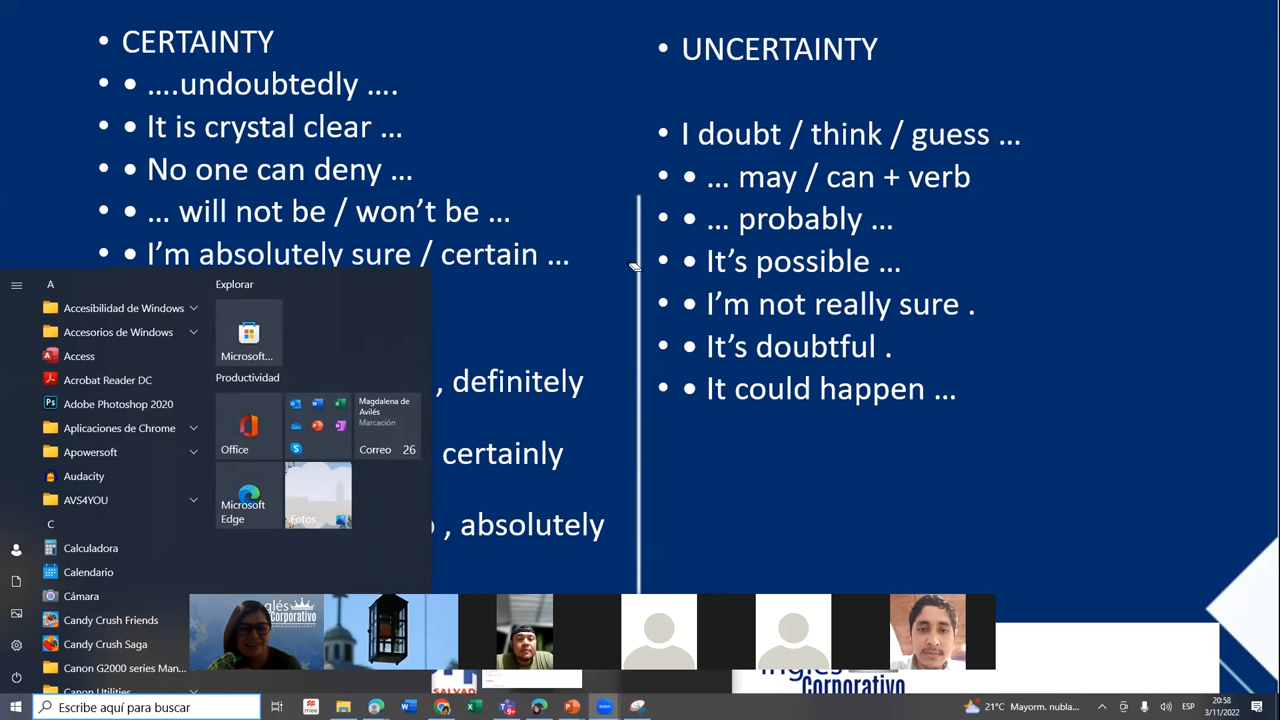 • CERTAINTY
• • ….undoubtedly ….
• • It is crystal clear …
• • No one can deny …
• • … will not be / won’t be …
• • I’m absolutely sure / certain …
, definitely
certainly
, absolutely
• UNCERTAINTY
• I doubt / think / guess …
• • … may / can + verb
• • … probably …
• • It’s possible …
• • I’m not really sure .
• • It’s doubtful .
• • It could happen …
A
Accesibilidad de Windows
Accesorios de Windows
Access
Acrobat Reader DC
Adobe Photoshop 2020
Aplicaciones de Chrome
Apowersoft
Audacity
AVS4YOU
C
Calculadora
Calendario
Cámara
Candy Crush Friends
Candy Crush Saga
Canon G2000 series Man...
Canon Utilities
Explorar
Microsoft...
Productividad
Office
Magdalena de
Avilés
Marcación
Correo 26
Microsoft
Edge
Fotos
Corporativo
Corporativo
Escribe aquí para buscar
21°C Mayorm. nubla...
ESP
20:58
3/11/2022